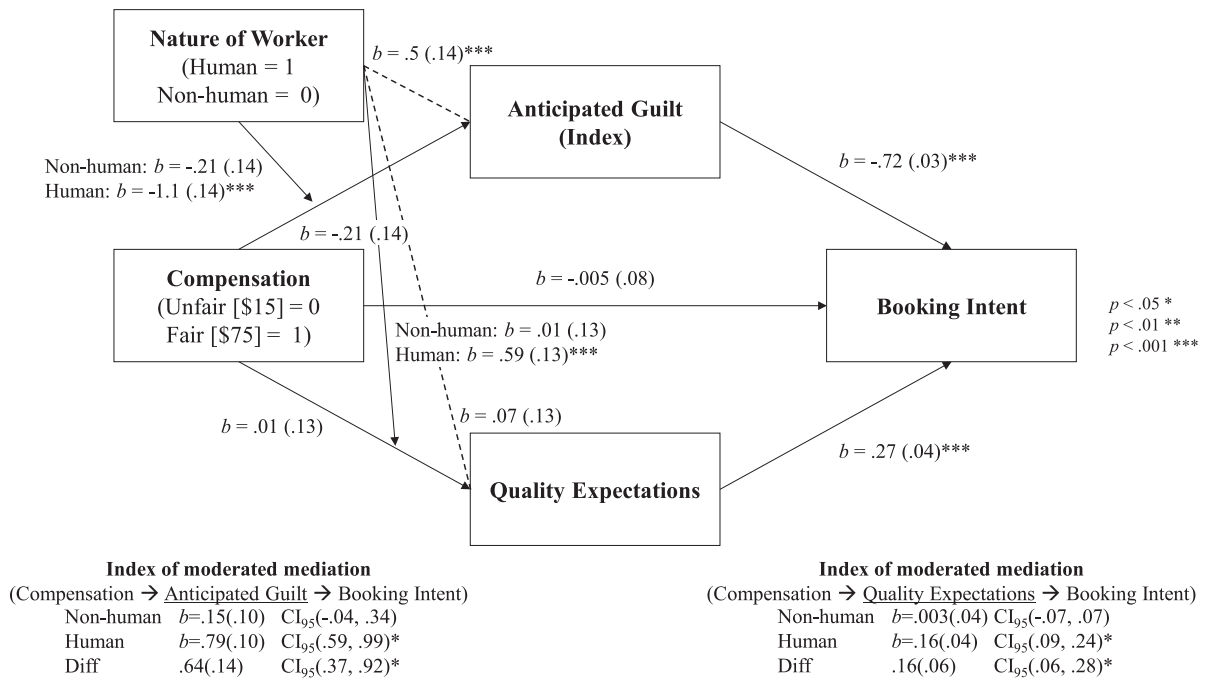 Nature of Worker
(Human = 1
Non-human = 0)
b = .5 (.14)***
Anticipated Guilt
(Index)
Non-human: b = -.21 (.14)
Human: b = -1.1 (.14)***
b = -.72 (.03)***
b = -.21 (.14)
Compensation
(Unfair [$15] = 0
Fair [$75] = 1)
b = -.005 (.08)
Booking Intent
p < .05 *
p < .01 **
p < .001 ***
Non-human: b = .01 (.13)
Human: b = .59 (.13)***
b = .01 (.13)
b = .07 (.13)
b = .27 (.04)***
Quality Expectations
Index of moderated mediation
(Compensation → Anticipated Guilt → Booking Intent)
Non-human b=.15(.10) CI95(-.04, .34)
Human b=.79(.10) CI95(.59, .99)*
Diff .64(.14) CI95(.37, .92)*
Index of moderated mediation
(Compensation → Quality Expectations → Booking Intent)
Non-human b=.003(.04) CI95(-.07, .07)
Human b=.16(.04) CI95(.09, .24)*
Diff .16(.06) CI95(.06, .28)*